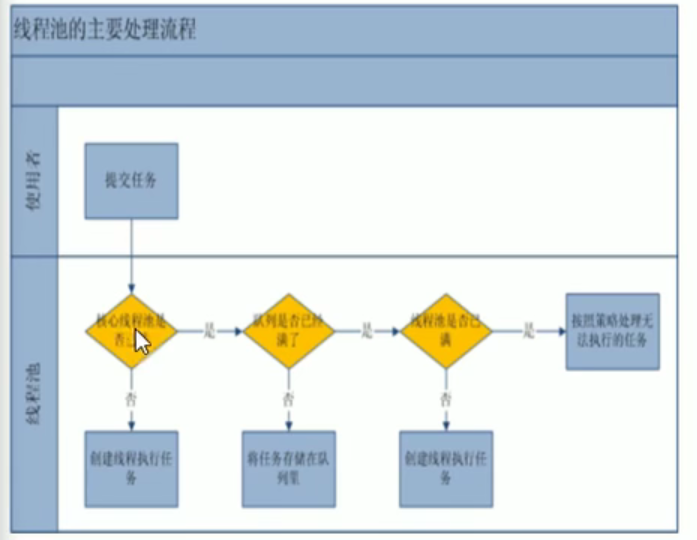 线程池的主要处理流程
使用者
提交任务
线程池
核心线程池是
否
队列是否已经
满了
线程池是否已
满
按照策略处理无
法执行的任务
是
是
是
否
否
否
创建线程执行任
务
将任务存储在队
列里
创建线程执行任
务